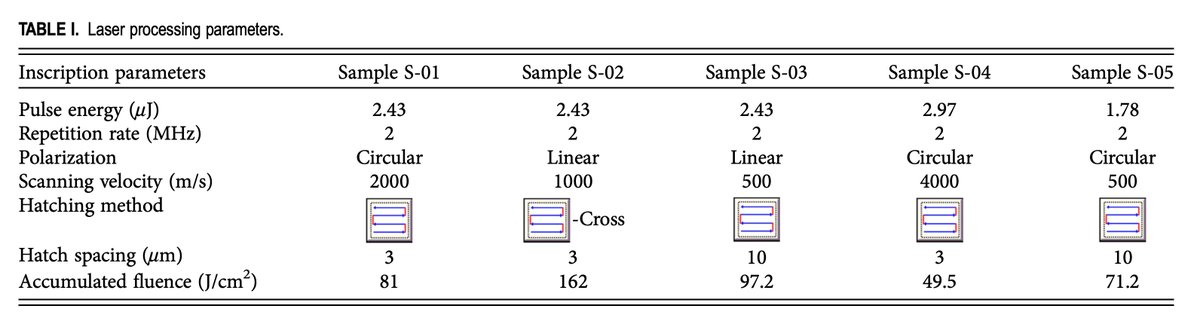 TABLE I. Laser processing parameters.
Inscription parameters Sample S-01 Sample S-02 Sample S-03 Sample S-04 Sample S-05
Pulse energy (μJ) 2.43 2.43 2.43 2.97 1.78
Repetition rate (MHz) 2 2 2 2 2
Polarization Circular Linear Linear Circular Circular
Scanning velocity (m/s) 2000 1000 500 4000 500
Hatching method -Cross
Hatch spacing (μm) 3 3 10 3 10
Accumulated fluence (J/cm²) 81 162 97.2 49.5 71.2